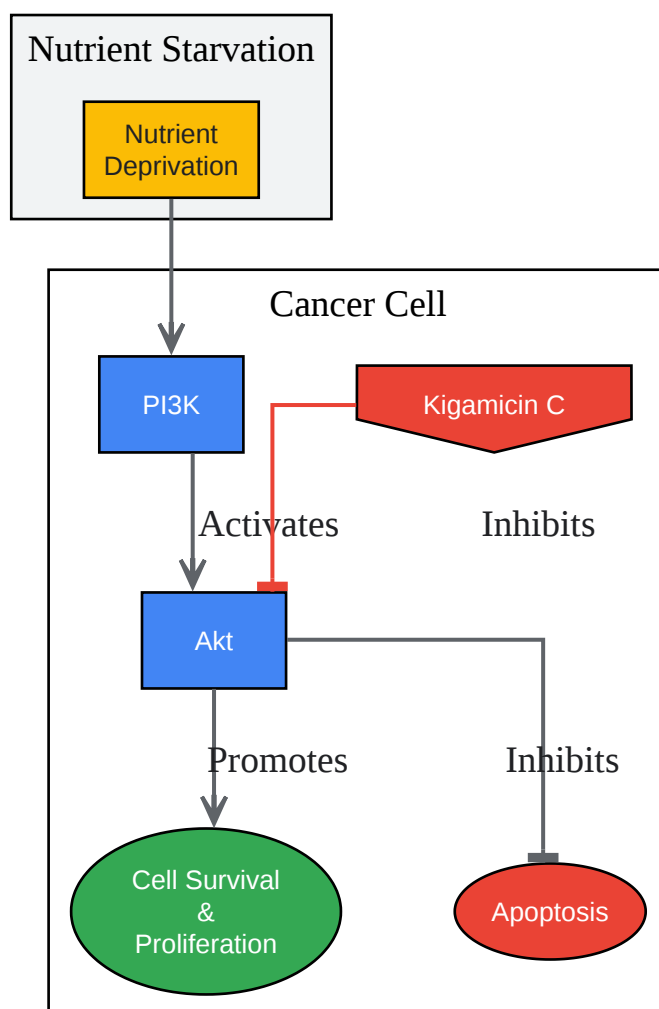 Nutrient Starvation
Nutrient
Deprivation
Cancer Cell
PI3K
Kigamicin C
Activates
Inhibits
Akt
Promotes
Inhibits
Cell Survival
&
Proliferation
Apoptosis